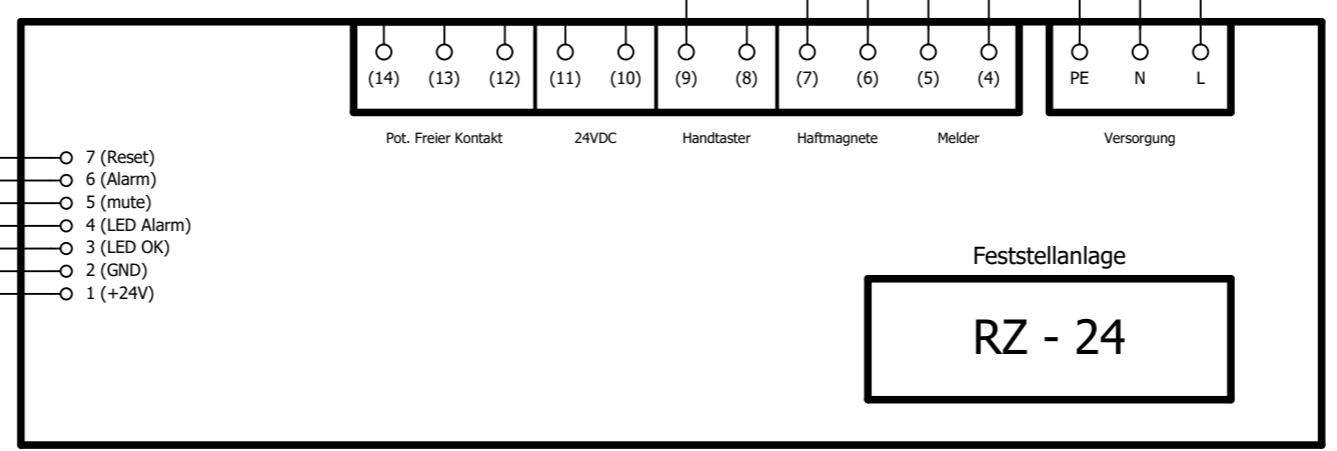 (14) (13) (12) (11) (10) (9) (8) (7) (6) (5) (4) PE N L
Pot. Freier Kontakt 24VDC Handtaster Haftmagnete Melder Versorgung
7 (Reset)
6 (Alarm)
5 (mute)
4 (LED Alarm)
3 (LED OK)
2 (GND)
1 (+24V)
Feststellanlage
RZ - 24